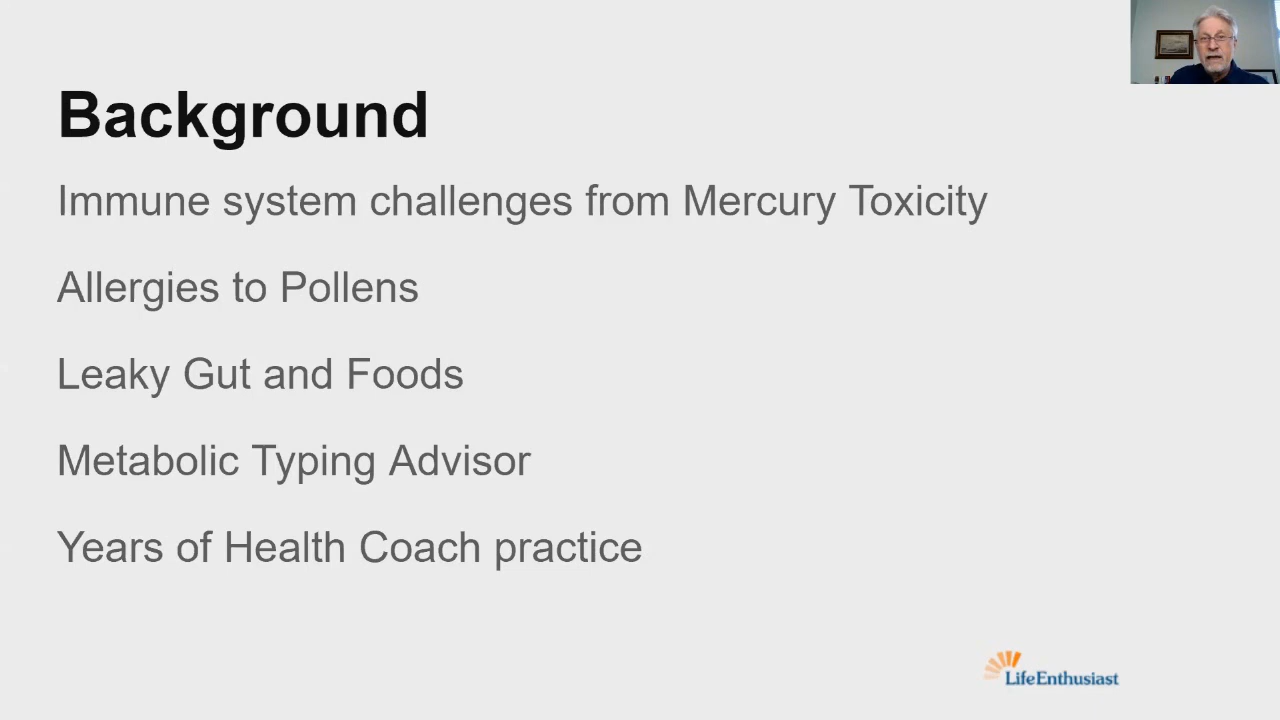 Background
Immune system challenges from Mercury Toxicity
Allergies to Pollens
Leaky Gut and Foods
Metabolic Typing Advisor
Years of Health Coach practice
LifeEnthusiast